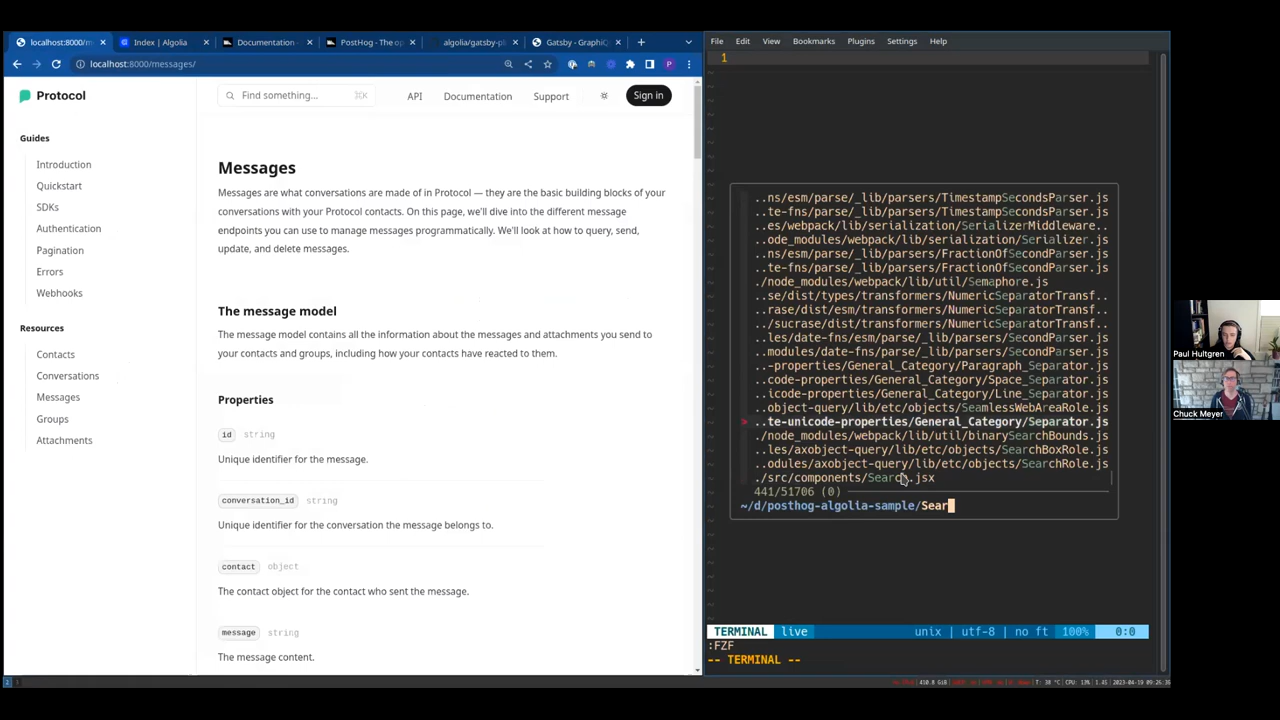 localhost:8000/m
Index | Algolia
Documentation -
PostHog - The op
algolia/gatsby-pl
Gatsby - GraphiQ
localhost:8000/messages/
Protocol
Find something...
⌘K
API
Documentation
Support
Sign in
Guides
Introduction
Quickstart
SDKs
Authentication
Pagination
Errors
Webhooks
Resources
Contacts
Conversations
Messages
Groups
Attachments
Messages
Messages are what conversations are made of in Protocol — they are the basic building blocks of your
conversations with your Protocol contacts. On this page, we'll dive into the different message
endpoints you can use to manage messages programmatically. We'll look at how to query, send,
update, and delete messages.
The message model
The message model contains all the information about the messages and attachments you send to
your contacts and groups, including how your contacts have reacted to them.
Properties
id string
Unique identifier for the message.
conversation_id string
Unique identifier for the conversation the message belongs to.
contact object
The contact object for the contact who sent the message.
message string
The message content.
File Edit View Bookmarks Plugins Settings Help
1
..ns/esm/parse/_lib/parsers/TimestampSecondsParser.js
..te-fns/parse/_lib/parsers/TimestampSecondsParser.js
..es/webpack/lib/serialization/SerializerMiddleware..
..ode_modules/webpack/lib/serialization/Serializer.js
..ns/esm/parse/_lib/parsers/FractionOfSecondParser.js
..te-fns/parse/_lib/parsers/FractionOfSecondParser.js
./node_modules/webpack/lib/util/Semaphore.js
..se/dist/types/transformers/NumericSeparatorTransf..
..rase/dist/esm/transformers/NumericSeparatorTransf..
../sucrase/dist/transformers/NumericSeparatorTransf..
..les/date-fns/esm/parse/_lib/parsers/SecondParser.js
..modules/date-fns/parse/_lib/parsers/SecondParser.js
..-properties/General_Category/Paragraph_Separator.js
..code-properties/General_Category/Space_Separator.js
..icode-properties/General_Category/Line_Separator.js
..object-query/lib/etc/objects/SeamlessWebAreaRole.js
> ..te-unicode-properties/General_Category/Separator.js
./node_modules/webpack/lib/util/binarySearchBounds.js
..les/axobject-query/lib/etc/objects/SearchBoxRole.js
..odules/axobject-query/lib/etc/objects/SearchRole.js
./src/components/Search.jsx
441/51706 (0)
~/d/posthog-algolia-sample/Sear
TERMINAL live unix | utf-8 | no ft 100% 0:0
:FZF
-- TERMINAL --
Paul Hultgren
Chuck Meyer
1 2
410.8 GiB
T: 38 °C
CPU: 13%
1.45
2023-04-19